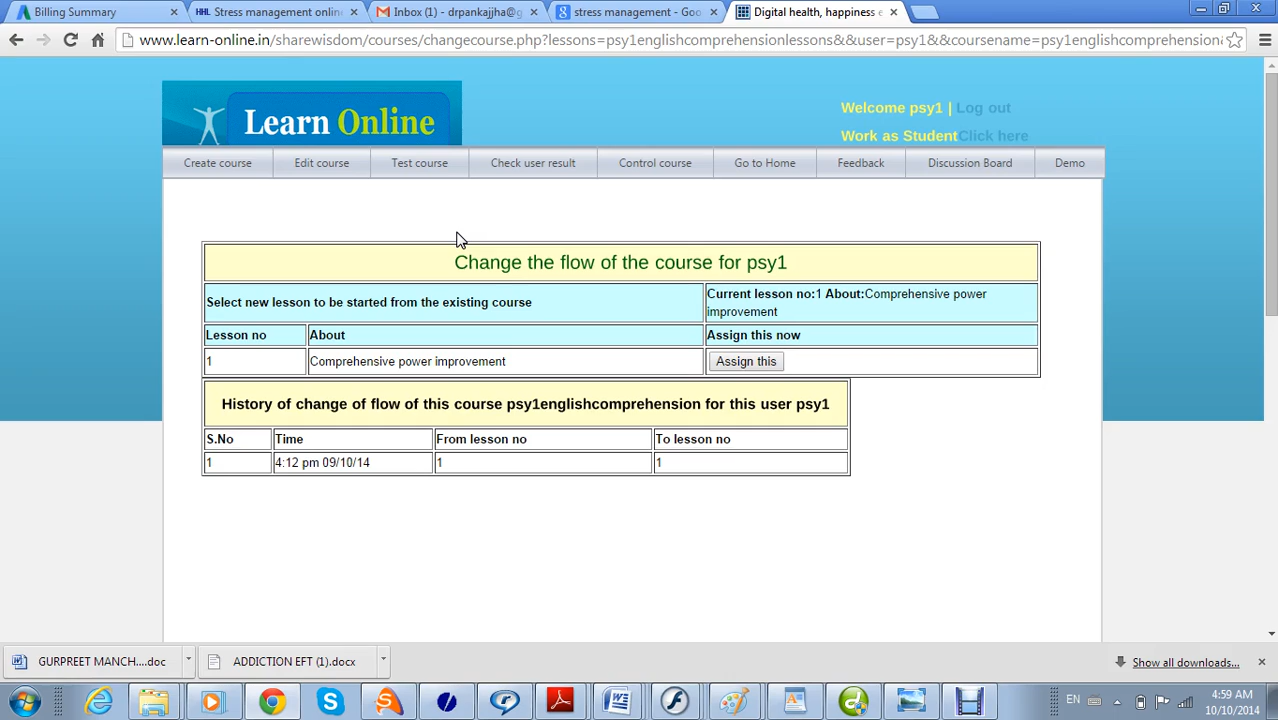 Billing Summary
HHL Stress management online
Inbox (1) - drpankajjha@g
stress management - Goo
Digital health, happiness e
www.learn-online.in/sharewisdom/courses/changecourse.php?lessons=psy1englishcomprehensionlessons&&user=psy1&&coursename=psy1englishcomprehension
Learn Online
Welcome psy1 | Log out
Work as StudentClick here
Create course
Edit course
Test course
Check user result
Control course
Go to Home
Feedback
Discussion Board
Demo
Change the flow of the course for psy1
Select new lesson to be started from the existing course
Current lesson no:1 About:Comprehensive power
improvement
Lesson no
About
Assign this now
1
Comprehensive power improvement
Assign this
History of change of flow of this course psy1englishcomprehension for this user psy1
S.No
Time
From lesson no
To lesson no
1
4:12 pm 09/10/14
1
1
GURPREET MANCH....doc
ADDICTION EFT (1).docx
Show all downloads...
EN
4:59 AM
10/10/2014